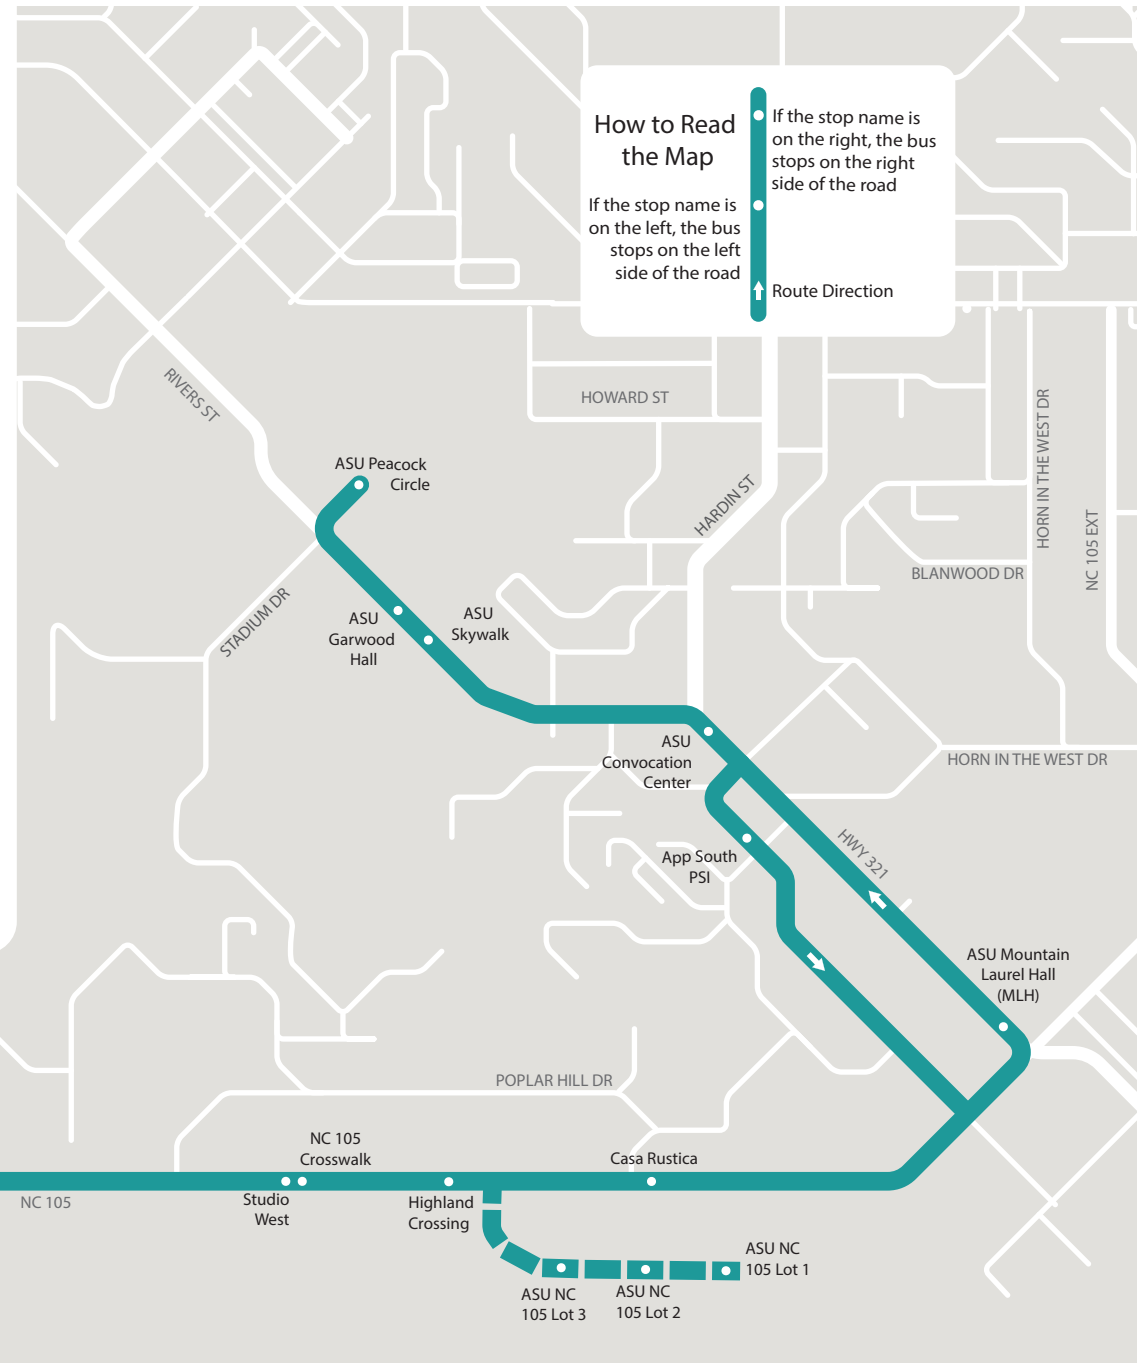 How to Read
the Map
If the stop name is
on the right, the bus
stops on the right
side of the road
If the stop name is
on the left, the bus
stops on the left
side of the road
Route Direction
RIVERS ST
HOWARD ST
HORN IN THE WEST DR
ASU Peacock
Circle
HARDIN ST
NC 105 EXT
BLANWOOD DR
STADIUM DR
ASU
Garwood
Hall
ASU
Skywalk
ASU
Convocation
Center
HORN IN THE WEST DR
App South
PSI
HWY 321
ASU Mountain
Laurel Hall
(MLH)
POPLAR HILL DR
NC 105
Crosswalk
Casa Rustica
NC 105
Studio
West
Highland
Crossing
ASU NC
105 Lot 1
ASU NC
105 Lot 3
ASU NC
105 Lot 2